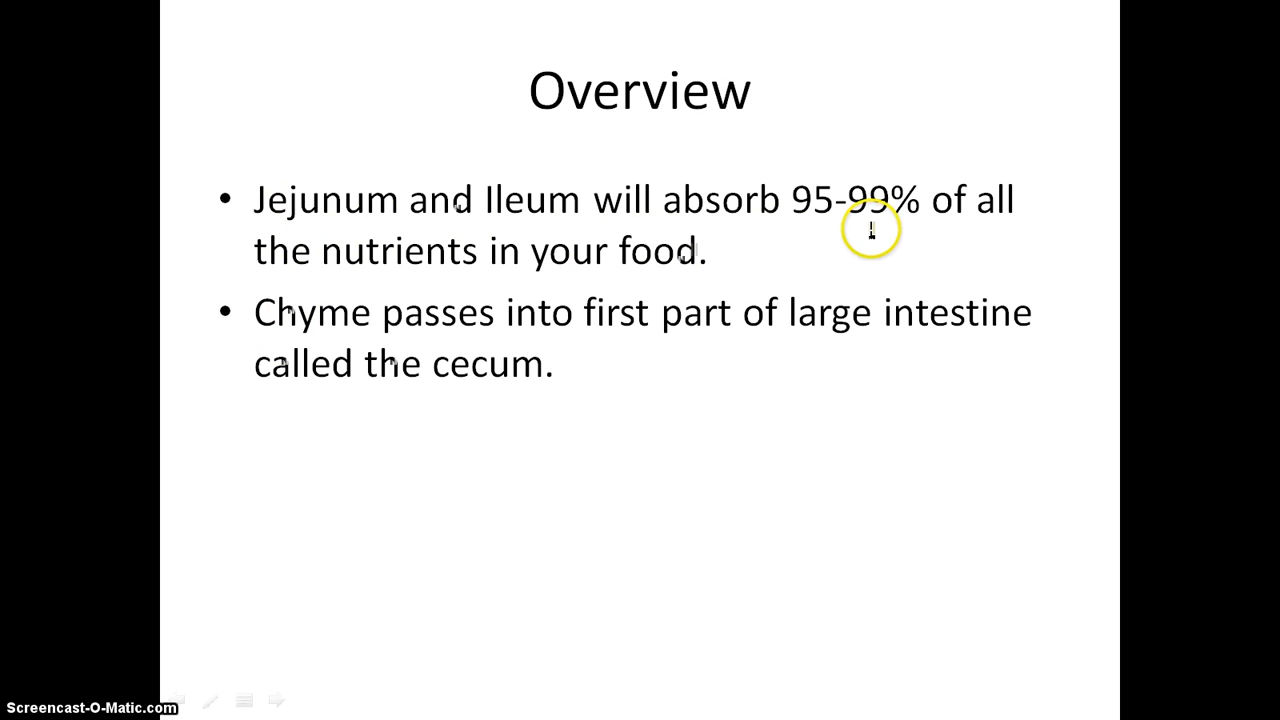 Overview
• Jejunum and Ileum will absorb 95-99% of all
the nutrients in your food.
• Chyme passes into first part of large intestine
called the cecum.
Screencast-O-Matic.com